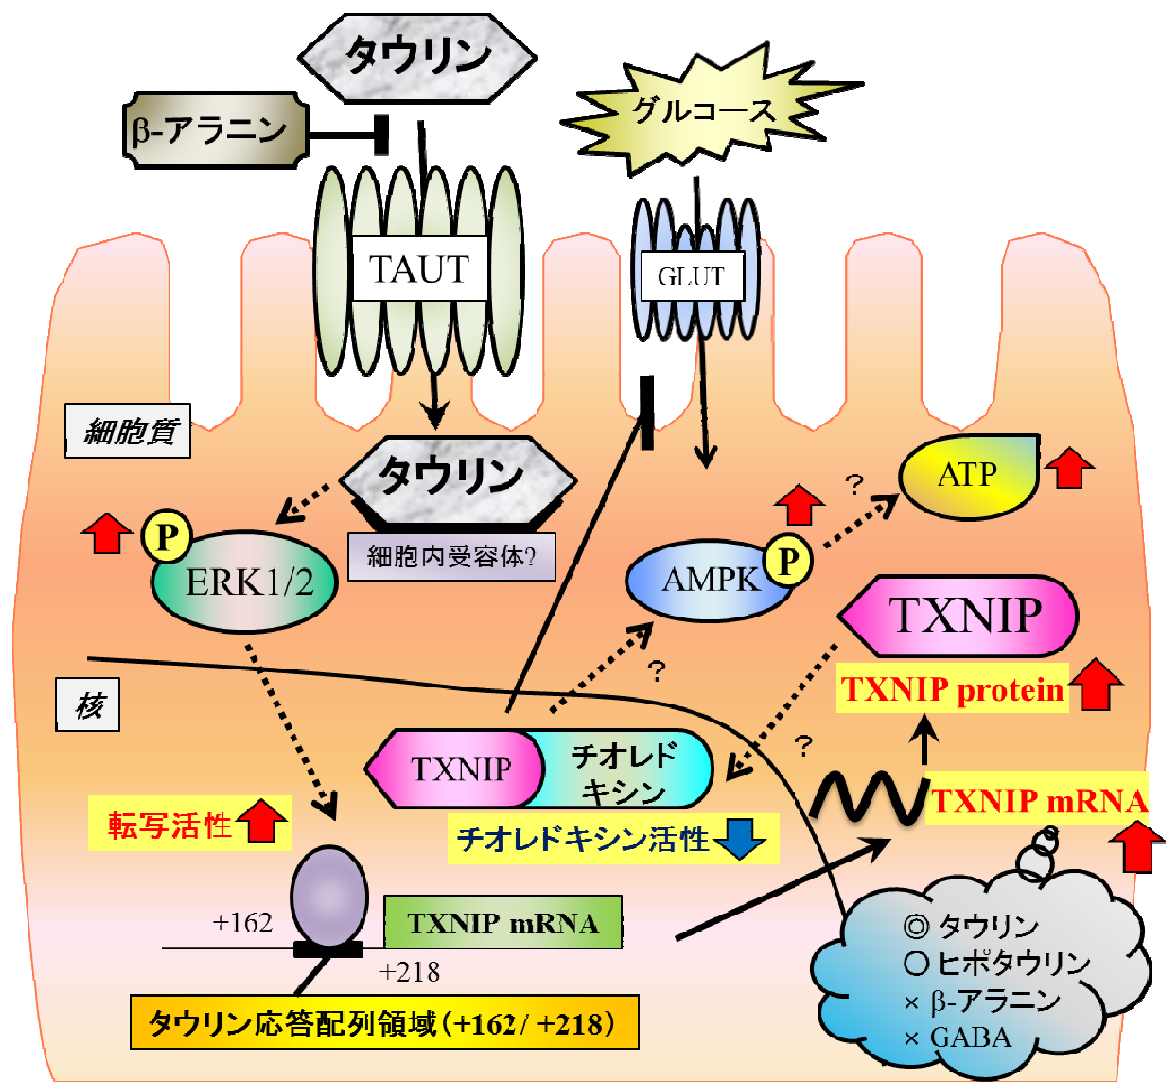 タウリン
β-アラニン
グルコース
TAUT
GLUT
細胞質
タウリン
細胞内受容体?
P
ERK1/2
ATP
?
AMPK
P
TXNIP
TXNIP protein
?
核
TXNIP
チオレド
キシン
?
TXNIP mRNA
転写活性
チオレドキシン活性
+162
TXNIP mRNA
+218
タウリン応答配列領域(+162/ +218)
◎ タウリン
○ ヒポタウリン
× β-アラニン
× GABA